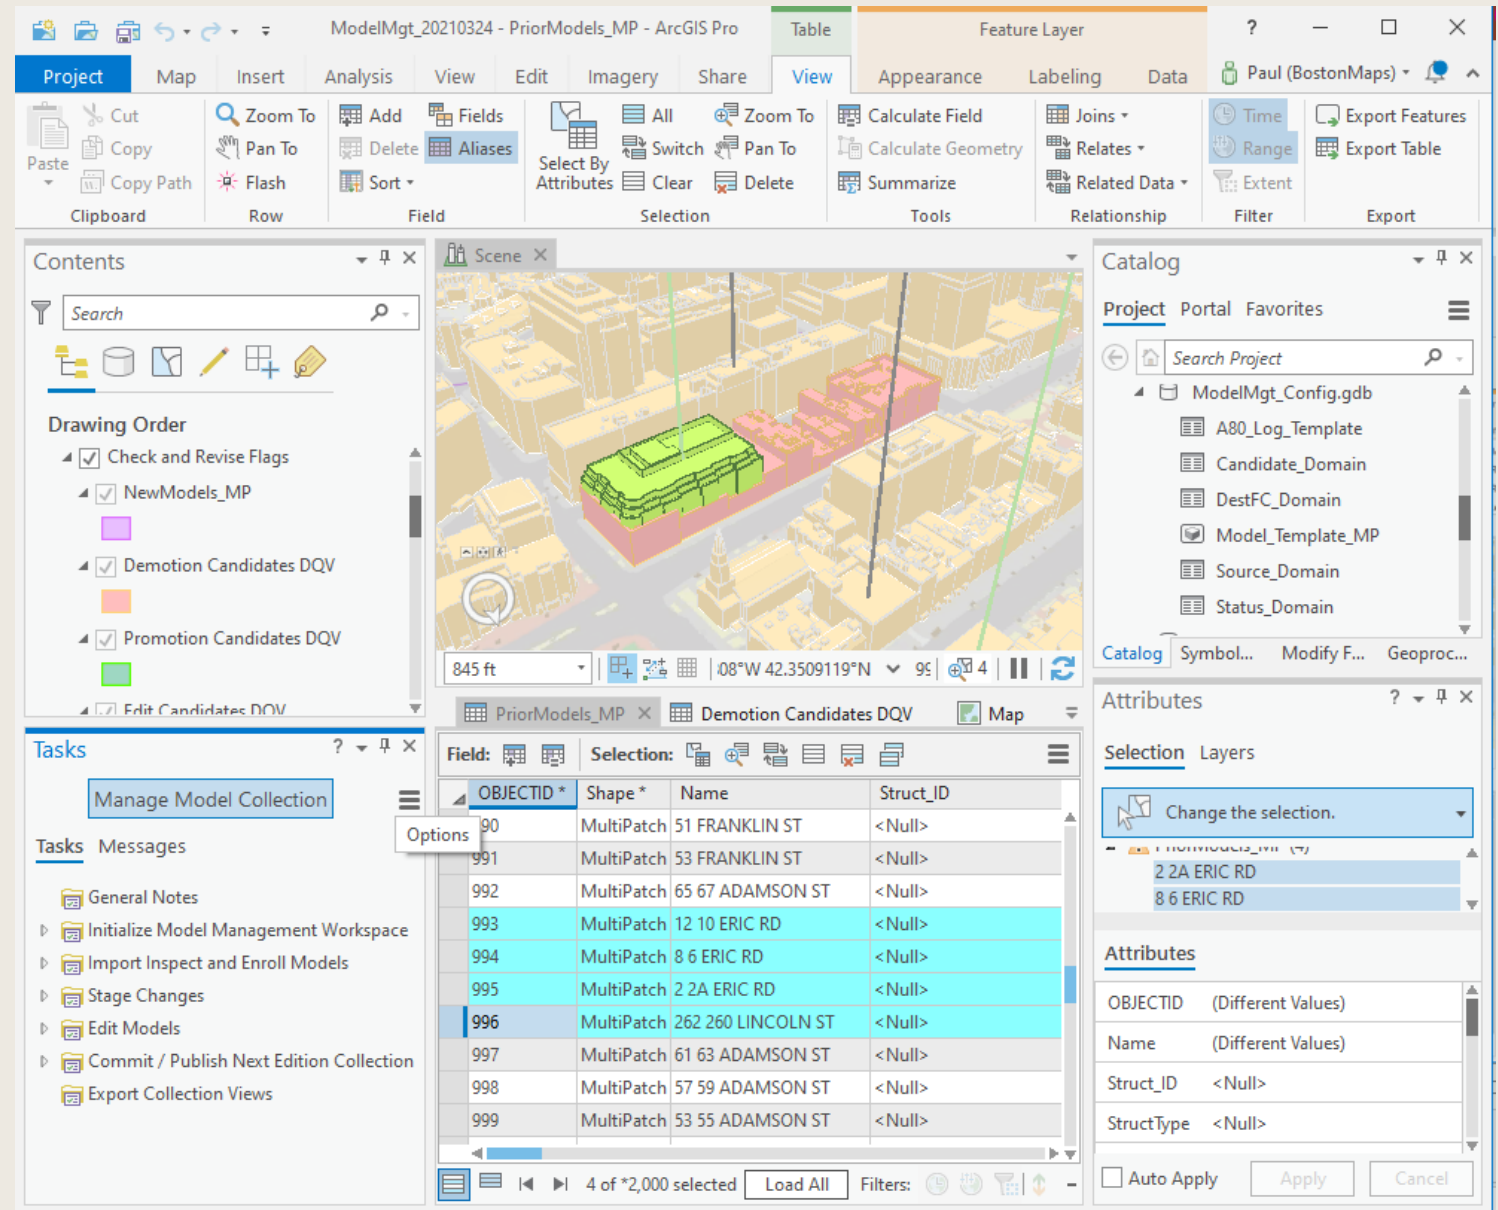 ModelMgt_20210324 - PriorModels_MP - ArcGIS Pro
Table
Feature Layer
?
Project Map Insert Analysis View Edit Imagery Share View Appearance Labeling Data
Paul (BostonMaps)
Paste
Cut
Copy
Copy Path
Clipboard
Zoom To
Pan To
Flash
Row
Add
Delete
Sort
Fields
Aliases
Field
Select By
Attributes
All
Switch
Clear
Zoom To
Pan To
Delete
Selection
Calculate Field
Calculate Geometry
Summarize
Tools
Joins
Relates
Related Data
Relationship
Time
Range
Extent
Filter
Export Features
Export Table
Export
Contents
Search
Drawing Order
Check and Revise Flags
NewModels_MP
Demotion Candidates DQV
Promotion Candidates DQV
Edit Candidates DQV
Tasks
?
Manage Model Collection
Options
Tasks Messages
General Notes
Initialize Model Management Workspace
Import Inspect and Enroll Models
Stage Changes
Edit Models
Commit / Publish Next Edition Collection
Export Collection Views
Scene
845 ft
:08°W 42.3509119°N
4
PriorModels_MP
Demotion Candidates DQV
Map
Field:
Selection:
OBJECTID * Shape * Name Struct_ID
90 MultiPatch 51 FRANKLIN ST <Null>
991 MultiPatch 53 FRANKLIN ST <Null>
992 MultiPatch 65 67 ADAMSON ST <Null>
993 MultiPatch 12 10 ERIC RD <Null>
994 MultiPatch 8 6 ERIC RD <Null>
995 MultiPatch 2 2A ERIC RD <Null>
996 MultiPatch 262 260 LINCOLN ST <Null>
997 MultiPatch 61 63 ADAMSON ST <Null>
998 MultiPatch 57 59 ADAMSON ST <Null>
999 MultiPatch 53 55 ADAMSON ST <Null>
4 of *2,000 selected
Load All
Filters:
Catalog
Project Portal Favorites
Search Project
ModelMgt_Config.gdb
A80_Log_Template
Candidate_Domain
DestFC_Domain
Model_Template_MP
Source_Domain
Status_Domain
Catalog Symbol... Modify F... Geoproc...
Attributes
?
Selection Layers
Change the selection.
PriorModels_MP (4)
2 2A ERIC RD
8 6 ERIC RD
Attributes
OBJECTID (Different Values)
Name (Different Values)
Struct_ID <Null>
StructType <Null>
Auto Apply
Apply
Cancel